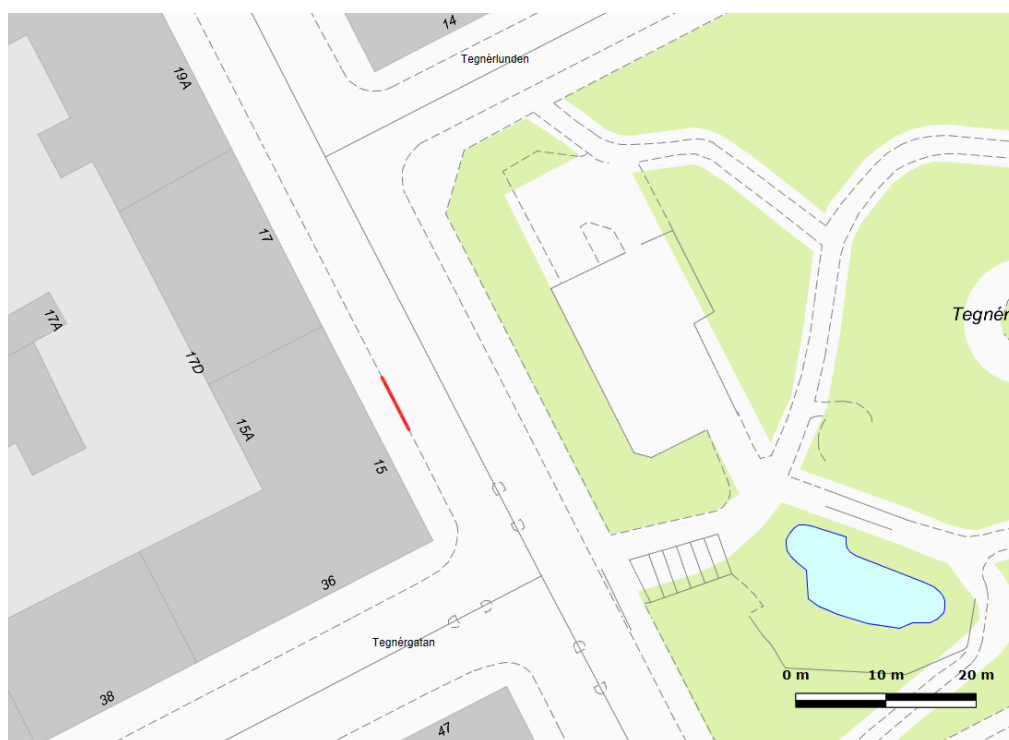 14
Tegnérlunden
19A
17
Tegnér
17A
17D
15A
15
36
Tegnérgatan
0 m 10 m 20 m
38
47